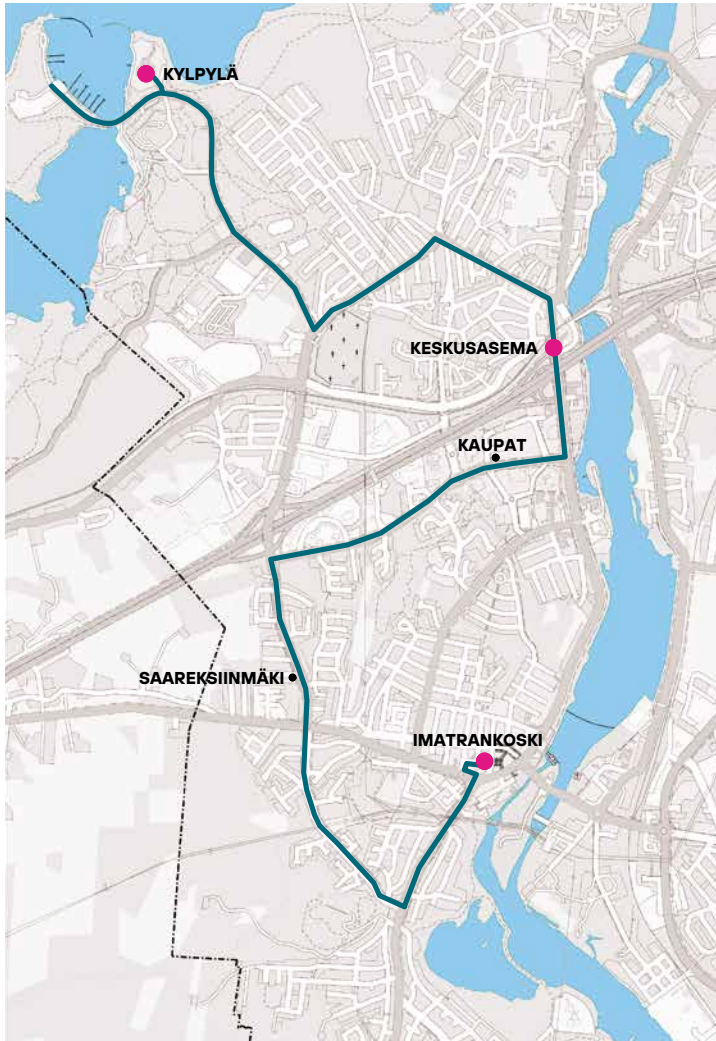 KYLPYLÄ
KESKUSASEMA
KAUPAT
SAAREKSIINMÄKI
IMATRANKOSKI